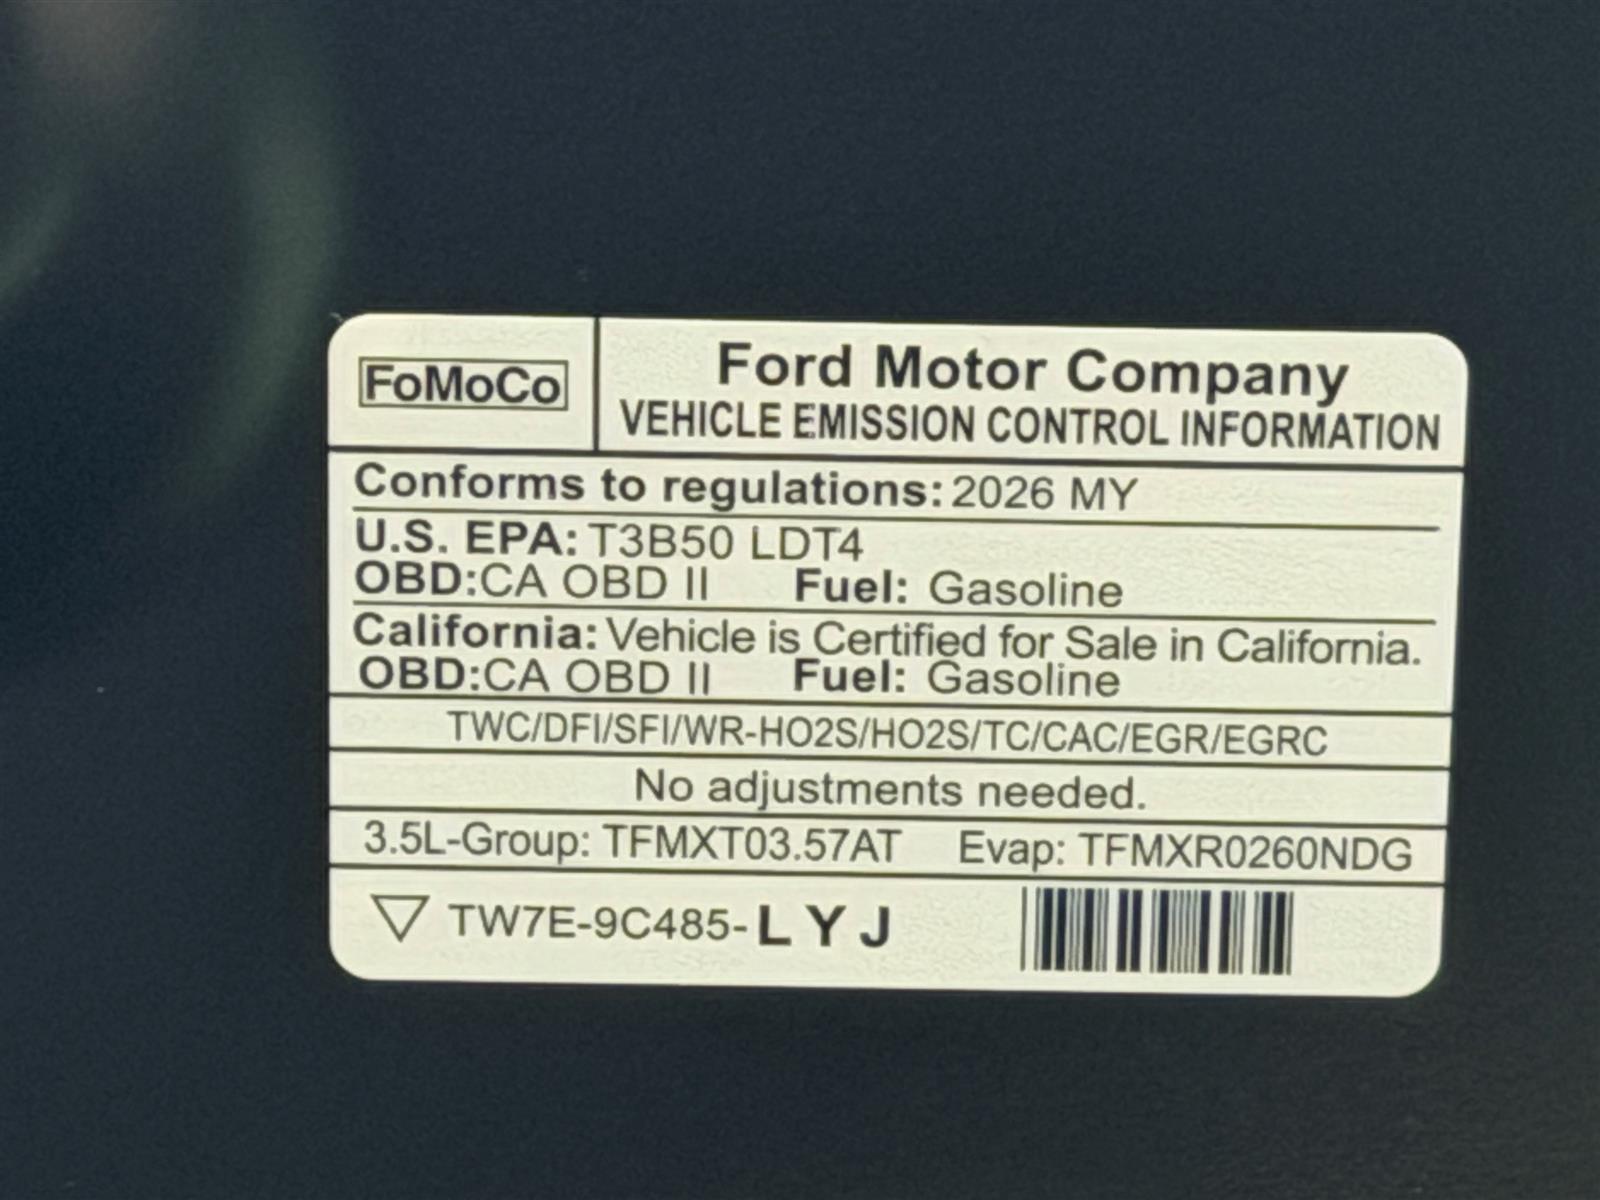 FoMoCo
Ford Motor Company
VEHICLE EMISSION CONTROL INFORMATION
Conforms to regulations: 2026 MY
U.S. EPA: T3B50 LDT4
OBD:CA OBD II Fuel: Gasoline
California: Vehicle is Certified for Sale in California.
OBD:CA OBD II Fuel: Gasoline
TWC/DFI/SFI/WR-HO2S/HO2S/TC/CAC/EGR/EGRC
No adjustments needed.
3.5L-Group: TFMXT03.57AT Evap: TFMXR0260NDG
TW7E-9C485-LYJ